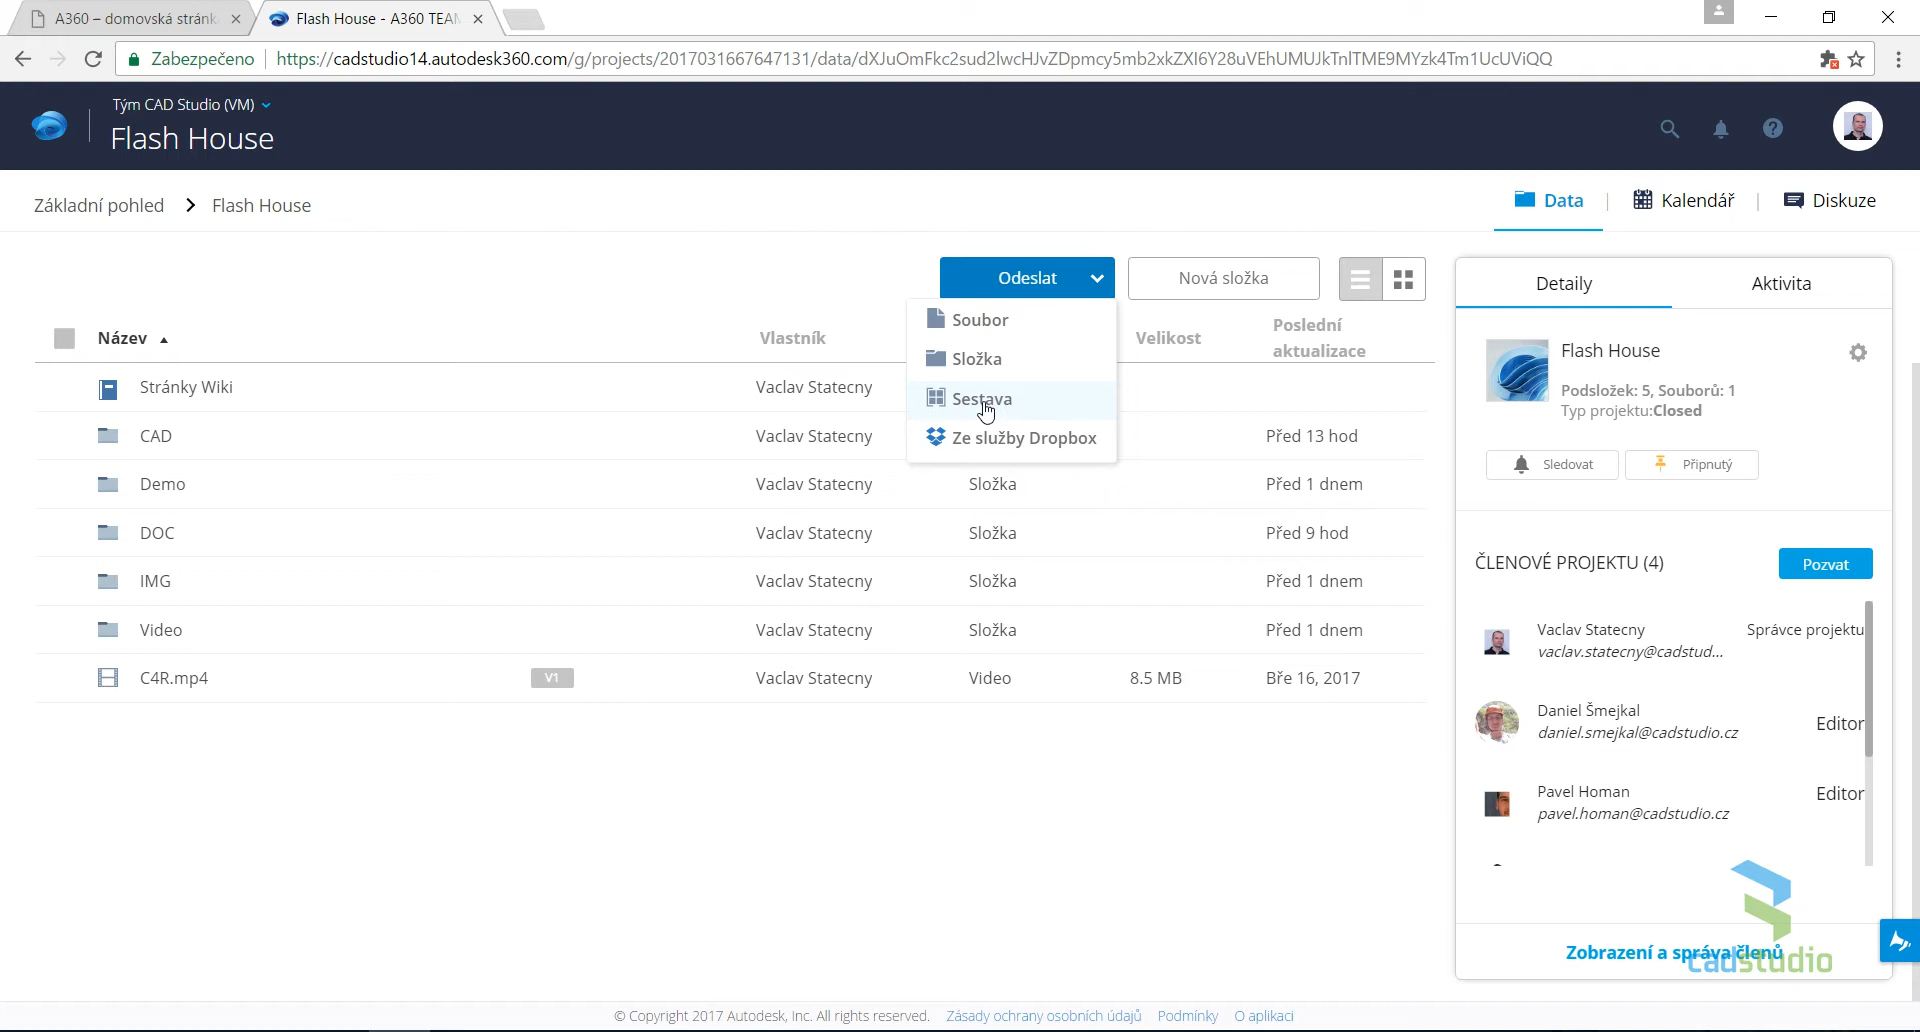 A360 – domovská stránk
Flash House - A360 TEAM
Zabezpečeno
https://cadstudio14.autodesk360.com/g/projects/2017031667647131/data/dXJuOmFkc2sud2lwcHJvZDpmcy5mb2xkZXI6Y28uVEhUMUJkTnlTME9MYzk4Tm1UcUViQQ
Tým CAD Studio (VM)
Flash House
Základní pohled
Flash House
Data
Kalendář
Diskuze
Odeslat
Nová složka
Soubor
Složka
Sestava
Ze služby Dropbox
Název
Vlastník
Velikost
Poslední
aktualizace
Stránky Wiki
Vaclav Statecny
CAD
Vaclav Statecny
Před 13 hod
Demo
Vaclav Statecny
Složka
Před 1 dnem
DOC
Vaclav Statecny
Složka
Před 9 hod
IMG
Vaclav Statecny
Složka
Před 1 dnem
Video
Vaclav Statecny
Složka
Před 1 dnem
C4R.mp4
V1
Vaclav Statecny
Video
8.5 MB
Bře 16, 2017
Detaily
Aktivita
Flash House
Podsložek: 5, Souborů: 1
Typ projektu:Closed
Sledovat
Připnutý
ČLENOVÉ PROJEKTU (4)
Pozvat
Vaclav Statecny
Správce projektu
vaclav.statecny@cadstud...
Daniel Šmejkal
daniel.smejkal@cadstudio.cz
Editor
Pavel Homan
Editor
pavel.homan@cadstudio.cz
Zobrazení a správa členů
cadstudio
© Copyright 2017 Autodesk, Inc. All rights reserved.
Zásady ochrany osobních údajů
Podmínky
O aplikaci